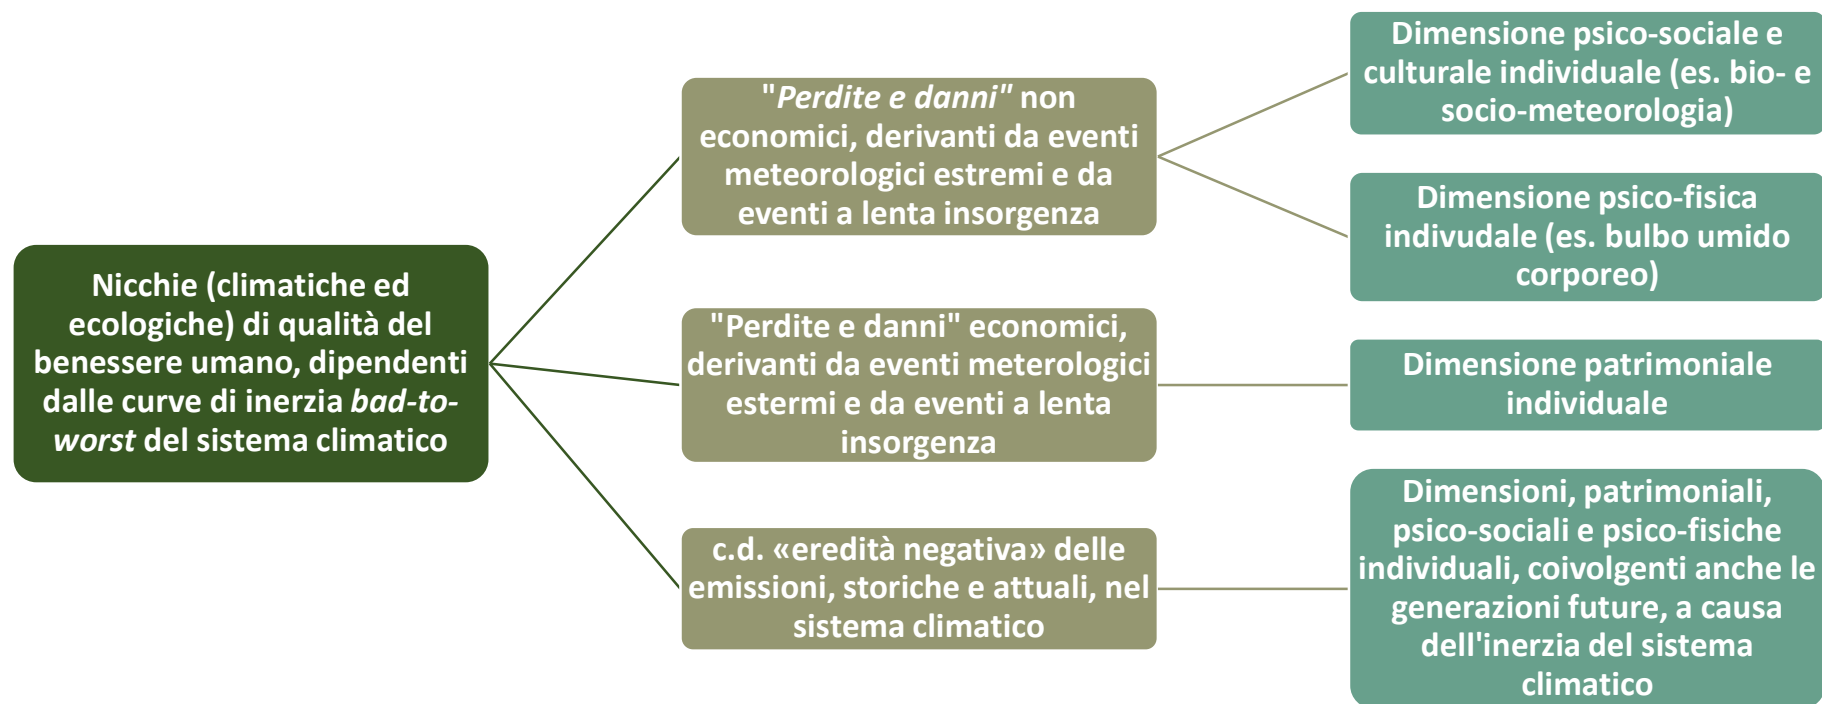 Nicchie (climatiche ed
ecologiche) di qualità del
benessere umano, dipendenti
dalle curve di inerzia bad-to-
worst del sistema climatico
"Perdite e danni" non
economici, derivanti da eventi
meteorologici estremi e da
eventi a lenta insorgenza
Dimensione psico-sociale e
culturale individuale (es. bio- e
socio-meteorologia)
Dimensione psico-fisica
indivudale (es. bulbo umido
corporeo)
"Perdite e danni" economici,
derivanti da eventi meterologici
estermi e da eventi a lenta
insorgenza
Dimensione patrimoniale
individuale
c.d. «eredità negativa» delle
emissioni, storiche e attuali, nel
sistema climatico
Dimensioni, patrimoniali,
psico-sociali e psico-fisiche
individuali, coivolgenti anche le
generazioni future, a causa
dell'inerzia del sistema
climatico